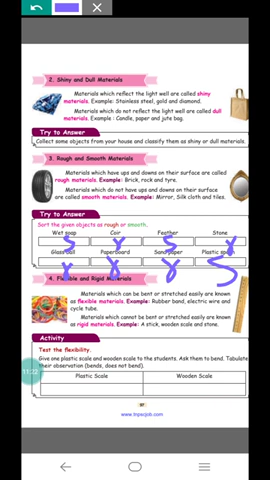 2. Shiny and Dull Materials
Materials which reflect the light well are called shiny
materials. Example: Stainless steel, gold and diamond.
Materials which do not reflect the light well are called dull
materials. Example : Candle, paper and jute bag.
Try to Answer
Collect some objects from your house and classify them as shiny or dull materials.
3. Rough and Smooth Materials
Materials which have ups and downs on their surface are called
rough materials. Example: Brick, rock and tyre.
Materials which do not have ups and downs on their surface
are called smooth materials. Example: Mirror, Silk cloth and tiles.
Try to Answer
Sort the given objects as rough or smooth.
Wet soap Coir Feather Stone
S r S r
Glass ball Paperboard Sand paper Plastic spoon
4. Flexible and Rigid Materials
Materials which can be bent or stretched easily are known
as flexible materials. Example: Rubber band, electric wire and
cycle tube.
Materials which cannot be bent or stretched easily are known
as rigid materials. Example: A stick, wooden scale and stone.
Activity
Test the flexibility.
Give one plastic scale and wooden scale to the students. Ask them to bend. Tabulate
their observation (bends, does not bend).
Plastic Scale Wooden Scale
11:22
97
www.tnpscjob.com